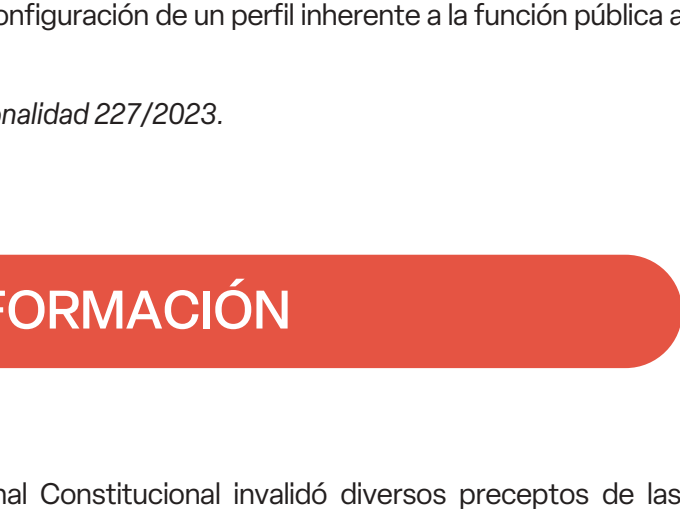 onfiguración de un perfil inherente a la función pública a
nalidad 227/2023.
FORMACIÓN
nal Constitucional invalidó diversos preceptos de las